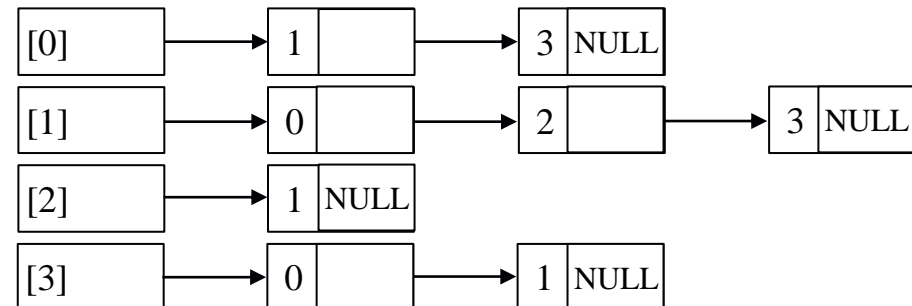 [0] 1 3 NULL
[1] 0 2 3 NULL
[2] 1 NULL
[3] 0 1 NULL